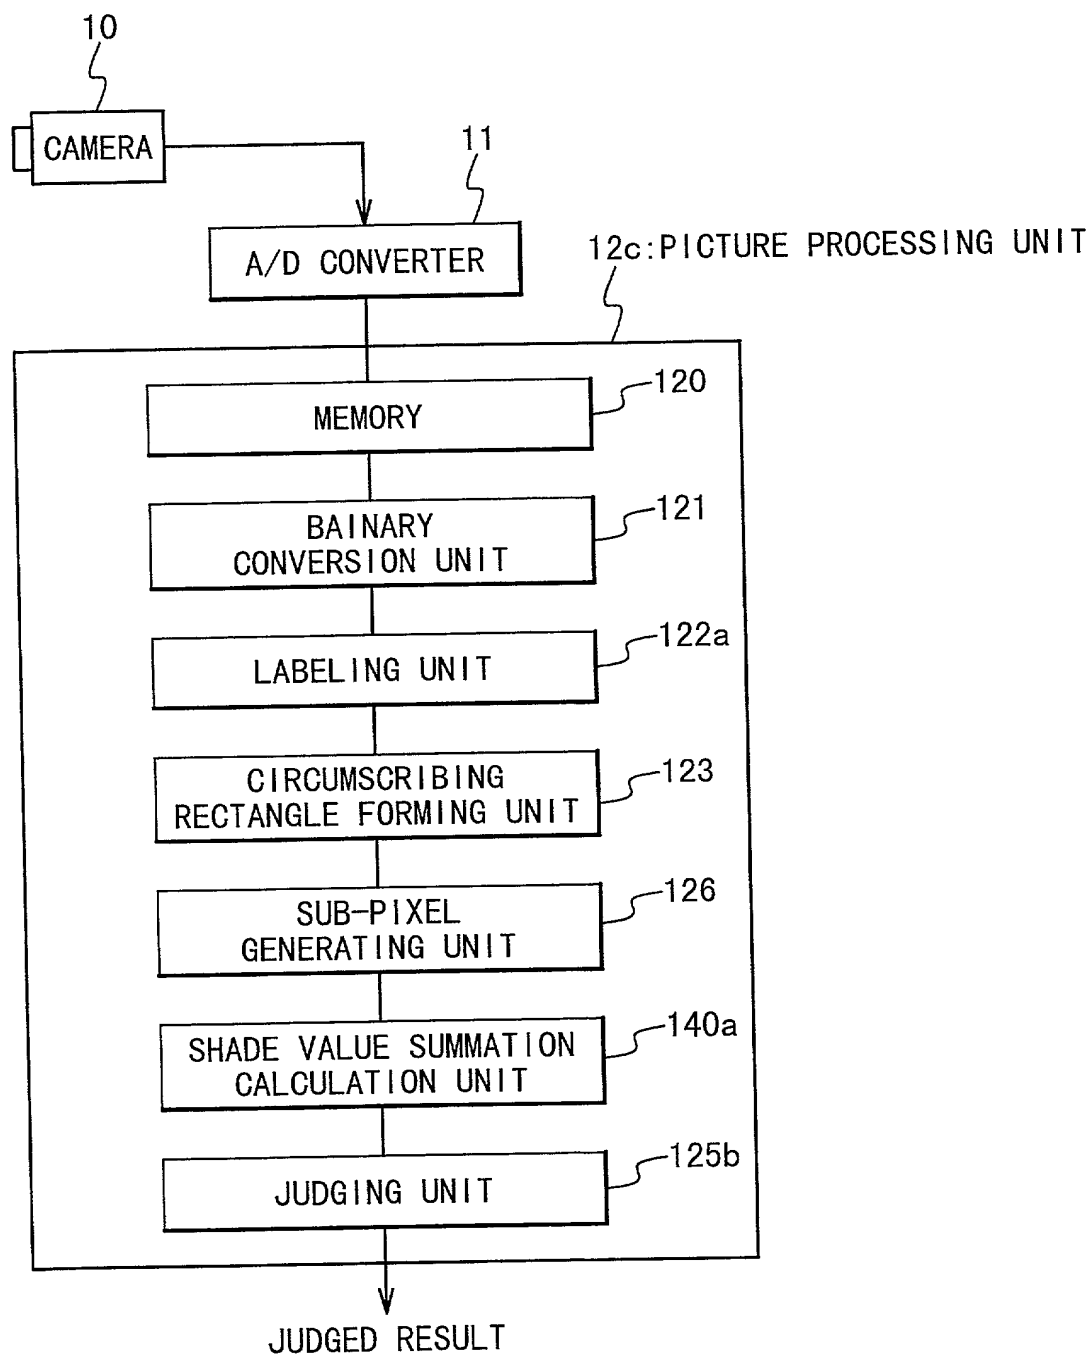 10
CAMERA
11
A/D CONVERTER
12c:PICTURE PROCESSING UNIT
120
MEMORY
121
BAINARY
CONVERSION UNIT
122a
LABELING UNIT
123
CIRCUMSCRIBING
RECTANGLE FORMING UNIT
126
SUB-PIXEL
GENERATING UNIT
140a
SHADE VALUE SUMMATION
CALCULATION UNIT
125b
JUDGING UNIT
JUDGED RESULT